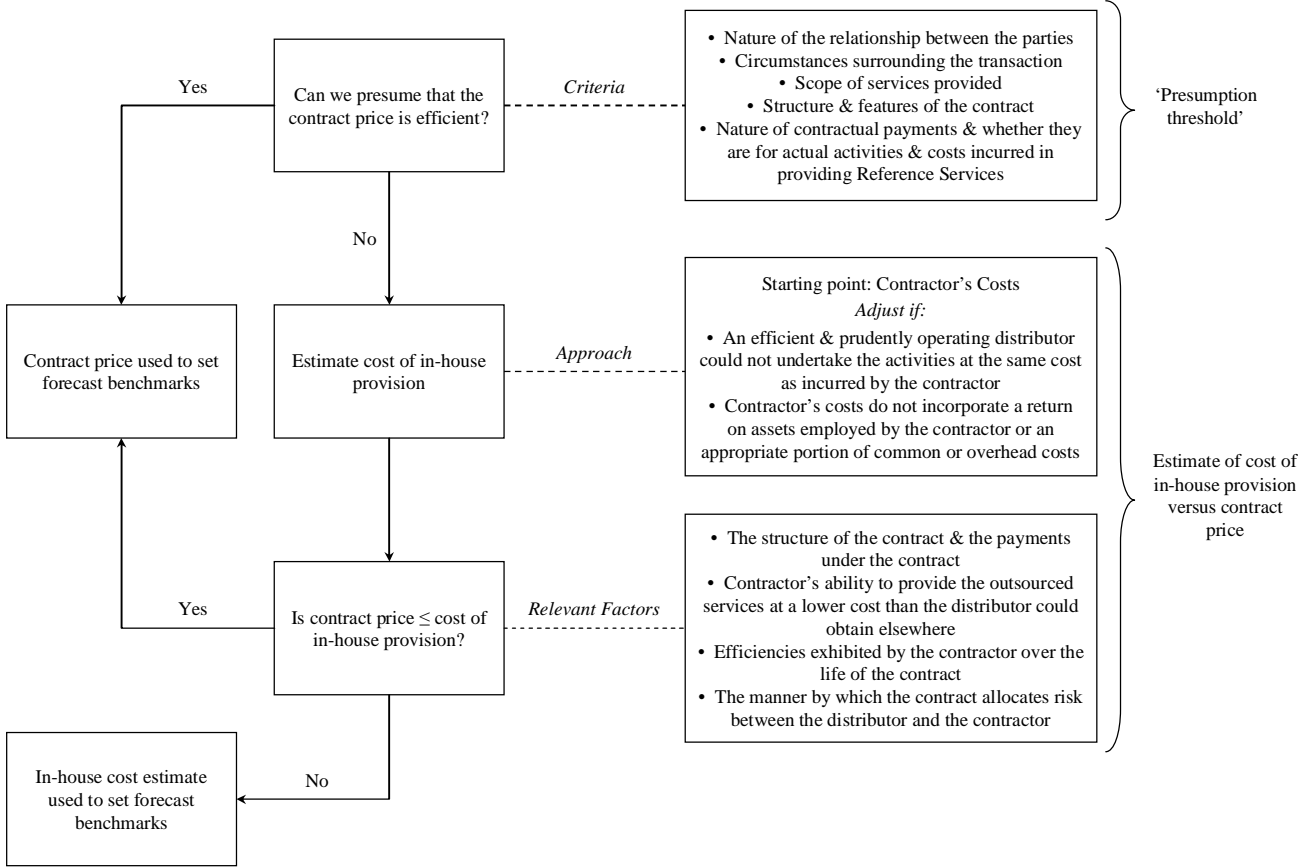 Yes
Can we presume that the
contract price is efficient?
Criteria
• Nature of the relationship between the parties
• Circumstances surrounding the transaction
• Scope of services provided
• Structure & features of the contract
• Nature of contractual payments & whether they
are for actual activities & costs incurred in
providing Reference Services
‘Presumption
threshold’
No
Contract price used to set
forecast benchmarks
Estimate cost of in-house
provision
Approach
Starting point: Contractor’s Costs
Adjust if:
• An efficient & prudently operating distributor
could not undertake the activities at the same cost
as incurred by the contractor
• Contractor’s costs do not incorporate a return
on assets employed by the contractor or an
appropriate portion of common or overhead costs
Estimate of cost of
in-house provision
versus contract
price
Yes
Is contract price ≤ cost of
in-house provision?
Relevant Factors
• The structure of the contract & the payments
under the contract
• Contractor’s ability to provide the outsourced
services at a lower cost than the distributor could
obtain elsewhere
• Efficiencies exhibited by the contractor over the
life of the contract
• The manner by which the contract allocates risk
between the distributor and the contractor
No
In-house cost estimate
used to set forecast
benchmarks